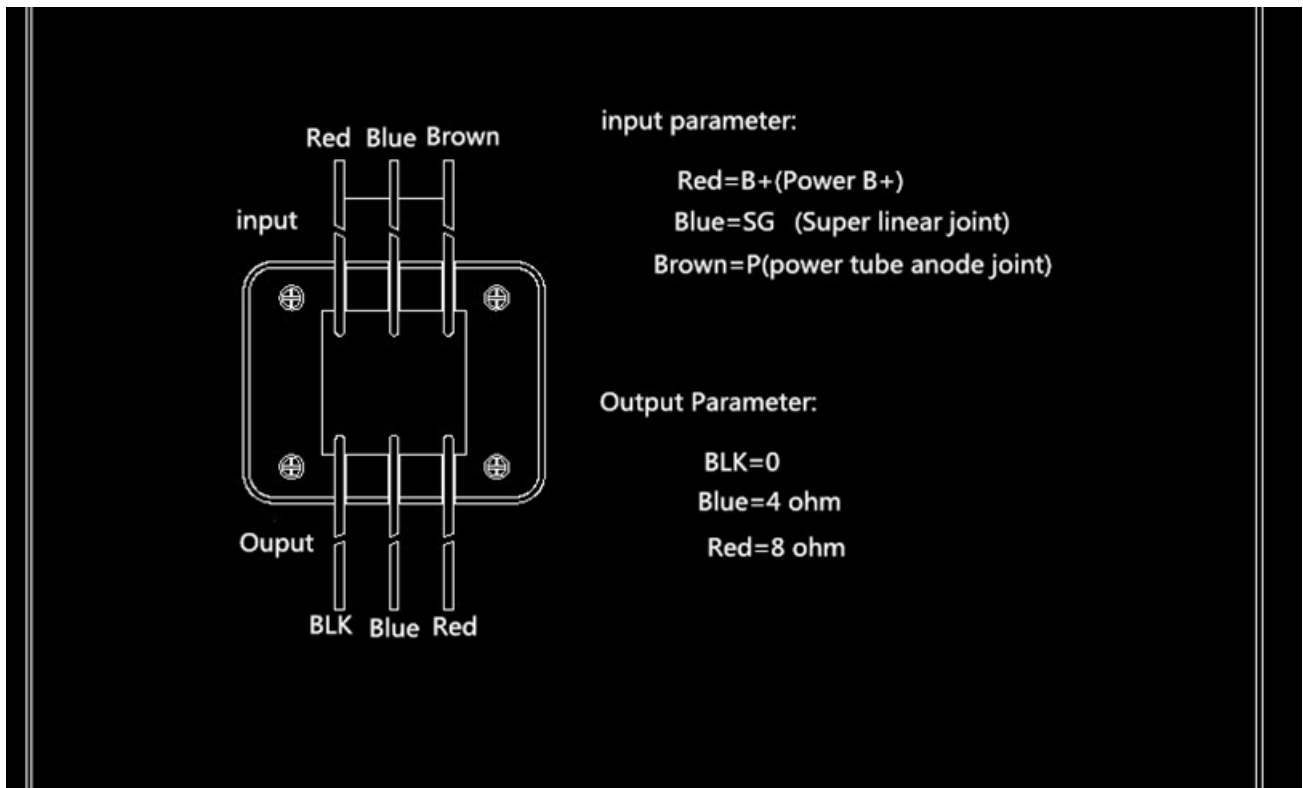 Red Blue Brown
input
Ouput
BLK Blue Red
input parameter:
Red=B+(Power B+)
Blue=SG (Super linear joint)
Brown=P(power tube anode joint)
Output Parameter:
BLK=0
Blue=4 ohm
Red=8 ohm